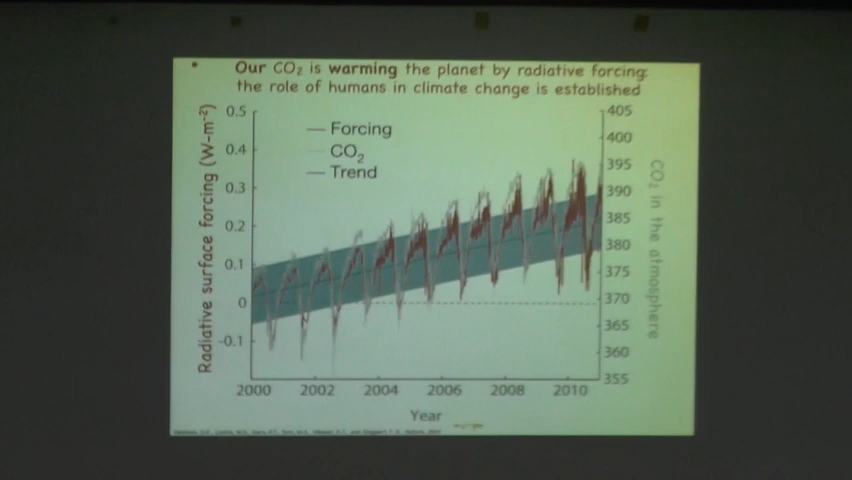 • Our CO₂ is warming the planet by radiative forcing:
the role of humans in climate change is established
Radiative surface forcing (W-m⁻²)
0.5
0.4
0.3
0.2
0.1
0
-0.1
Forcing
CO₂
Trend
405
400
395
390
385
380
375
370
365
360
355
CO₂ in the atmosphere
2000 2002 2004 2006 2008 2010
Year